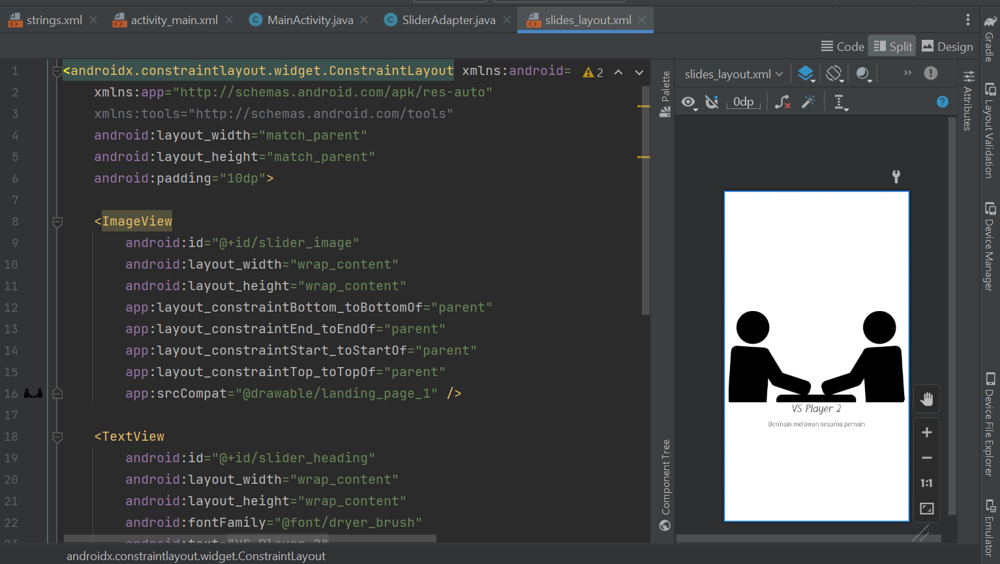 strings.xml
activity_main.xml
MainActivity.java
SliderAdapter.java
slides_layout.xml
Code
Split
Design
1 <androidx.constraintlayout.widget.ConstraintLayout xmlns:android=
2
2 xmlns:app="http://schemas.android.com/apk/res-auto"
3 xmlns:tools="http://schemas.android.com/tools"
4 android:layout_width="match_parent"
5 android:layout_height="match_parent"
6 android:padding="10dp">
7
8 <ImageView
9 android:id="@+id/slider_image"
10 android:layout_width="wrap_content"
11 android:layout_height="wrap_content"
12 app:layout_constraintBottom_toBottomOf="parent"
13 app:layout_constraintEnd_toEndOf="parent"
14 app:layout_constraintStart_toStartOf="parent"
15 app:layout_constraintTop_toTopOf="parent"
16 app:srcCompat="@drawable/landing_page_1" />
17
18 <TextView
19 android:id="@+id/slider_heading"
20 android:layout_width="wrap_content"
21 android:layout_height="wrap_content"
22 android:fontFamily="@font/dryer_brush"
23 android:text="VS Player 2"
androidx.constraintlayout.widget.ConstraintLayout
Palette
Component Tree
slides_layout.xml
0dp
VS Player 2
Bermain melawan sesama pemain
1:1
Attributes
Gradle
Layout Validation
Device Manager
Device File Explorer
Emulator